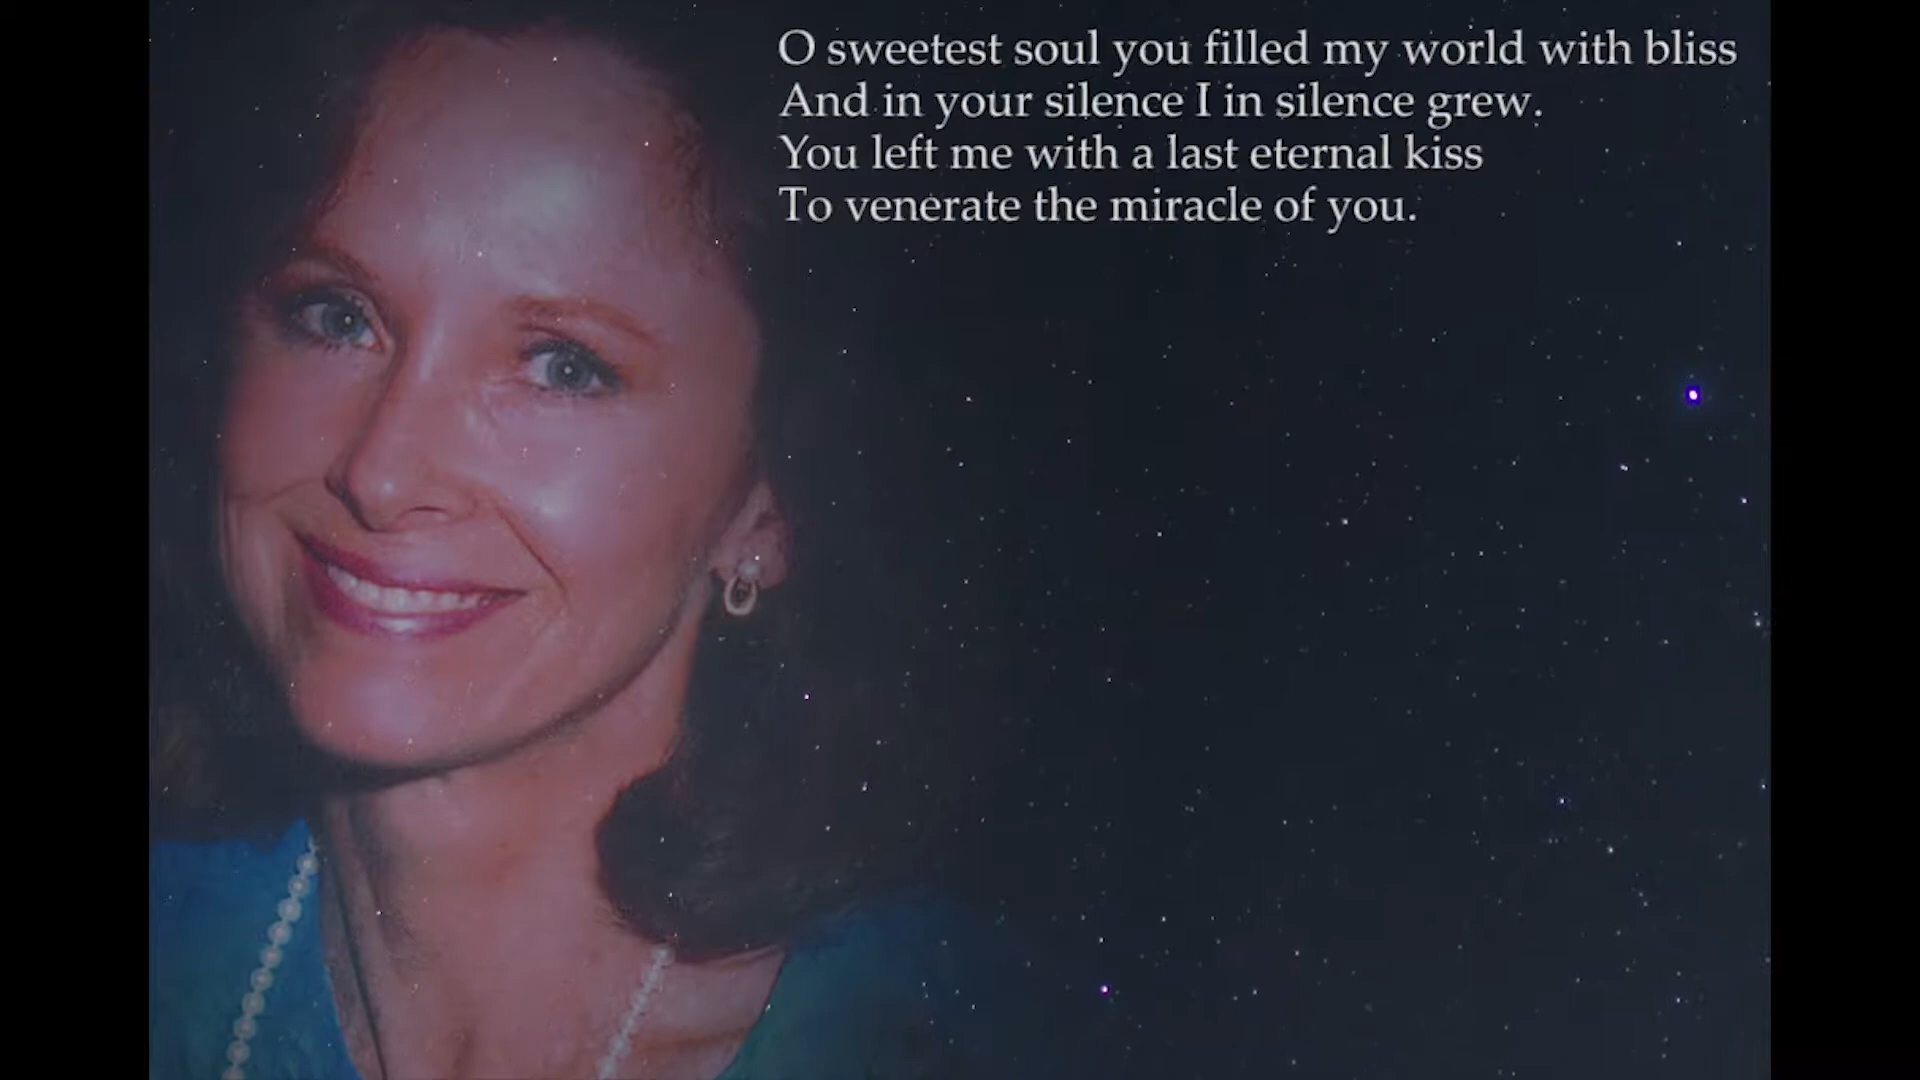 O sweetest soul you filled my world with bliss
And in your silence I in silence grew.
You left me with a last eternal kiss
To venerate the miracle of you.